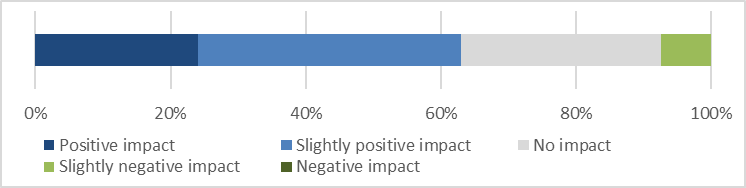 0% 20% 40% 60% 80% 100%
Positive impact Slightly positive impact No impact
Slightly negative impact Negative impact